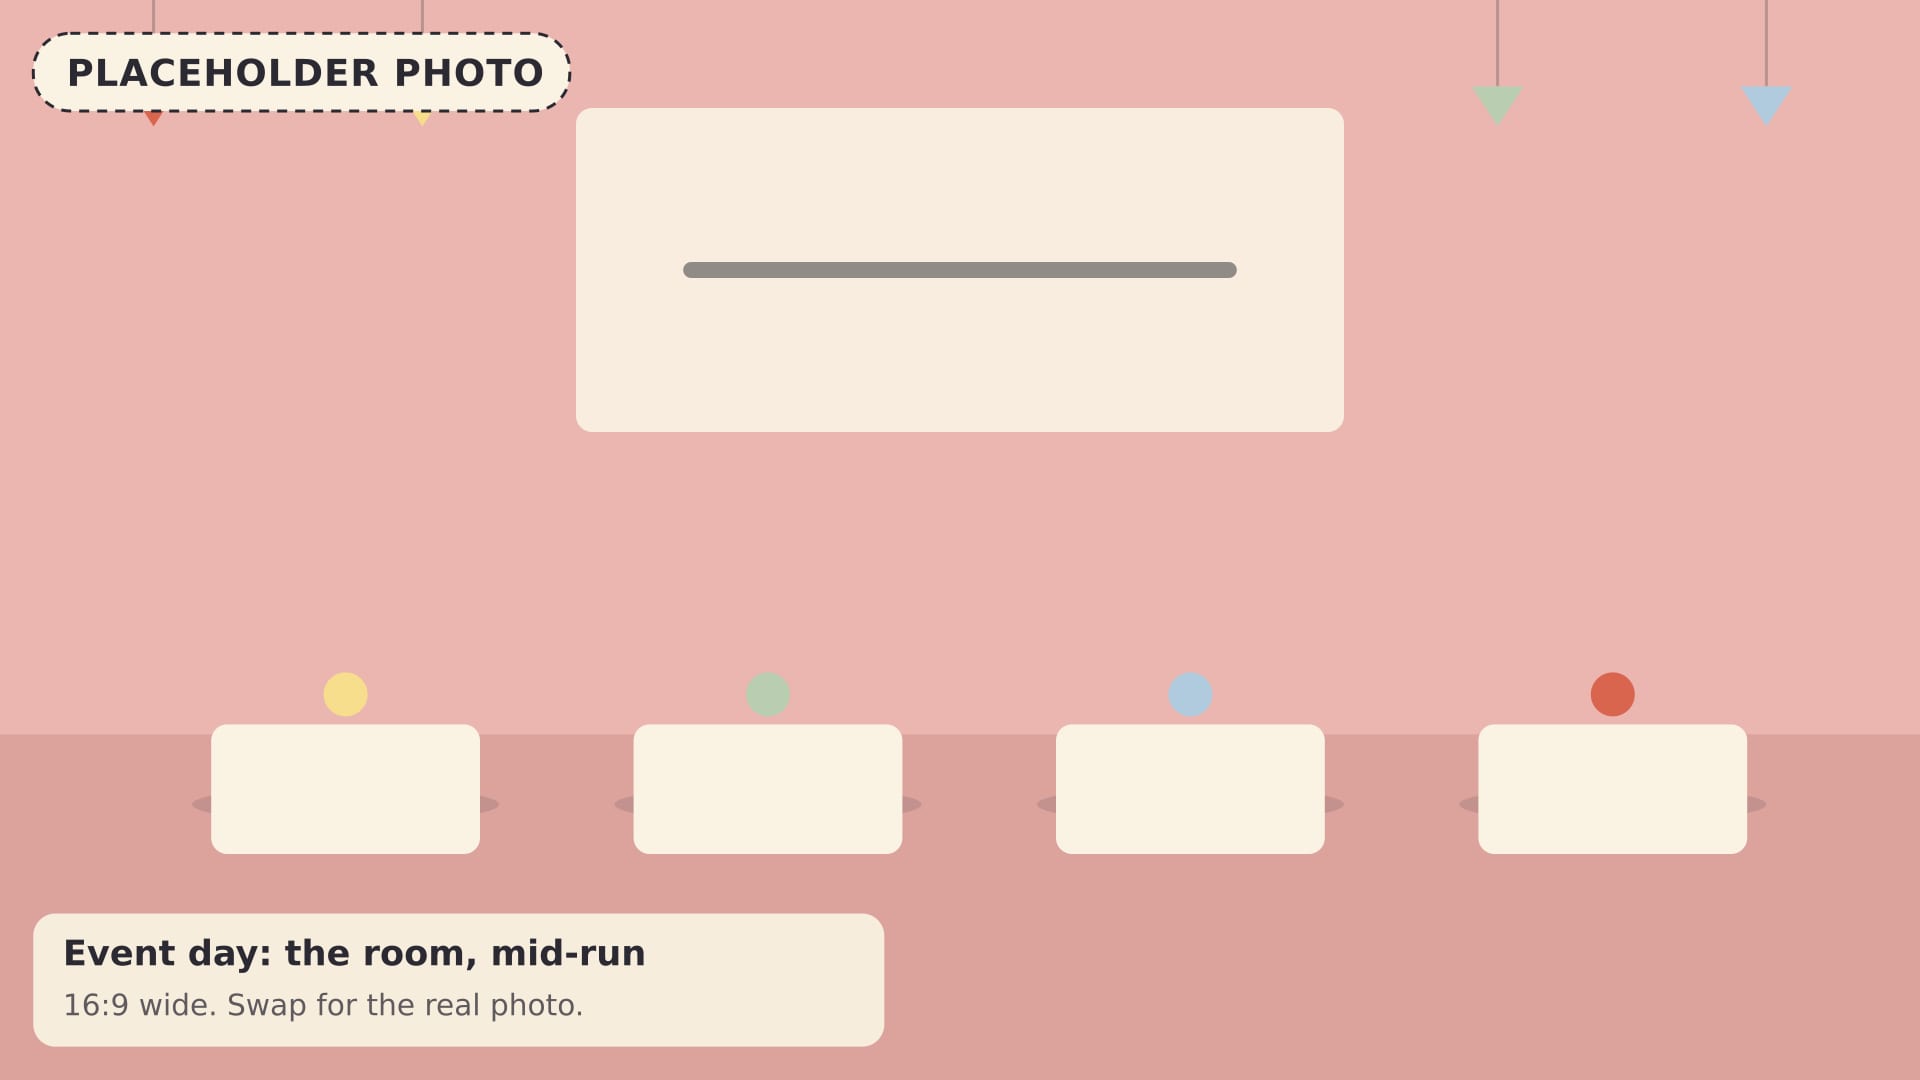 PLACEHOLDER PHOTO
Event day: the room, mid-run
16:9 wide. Swap for the real photo.